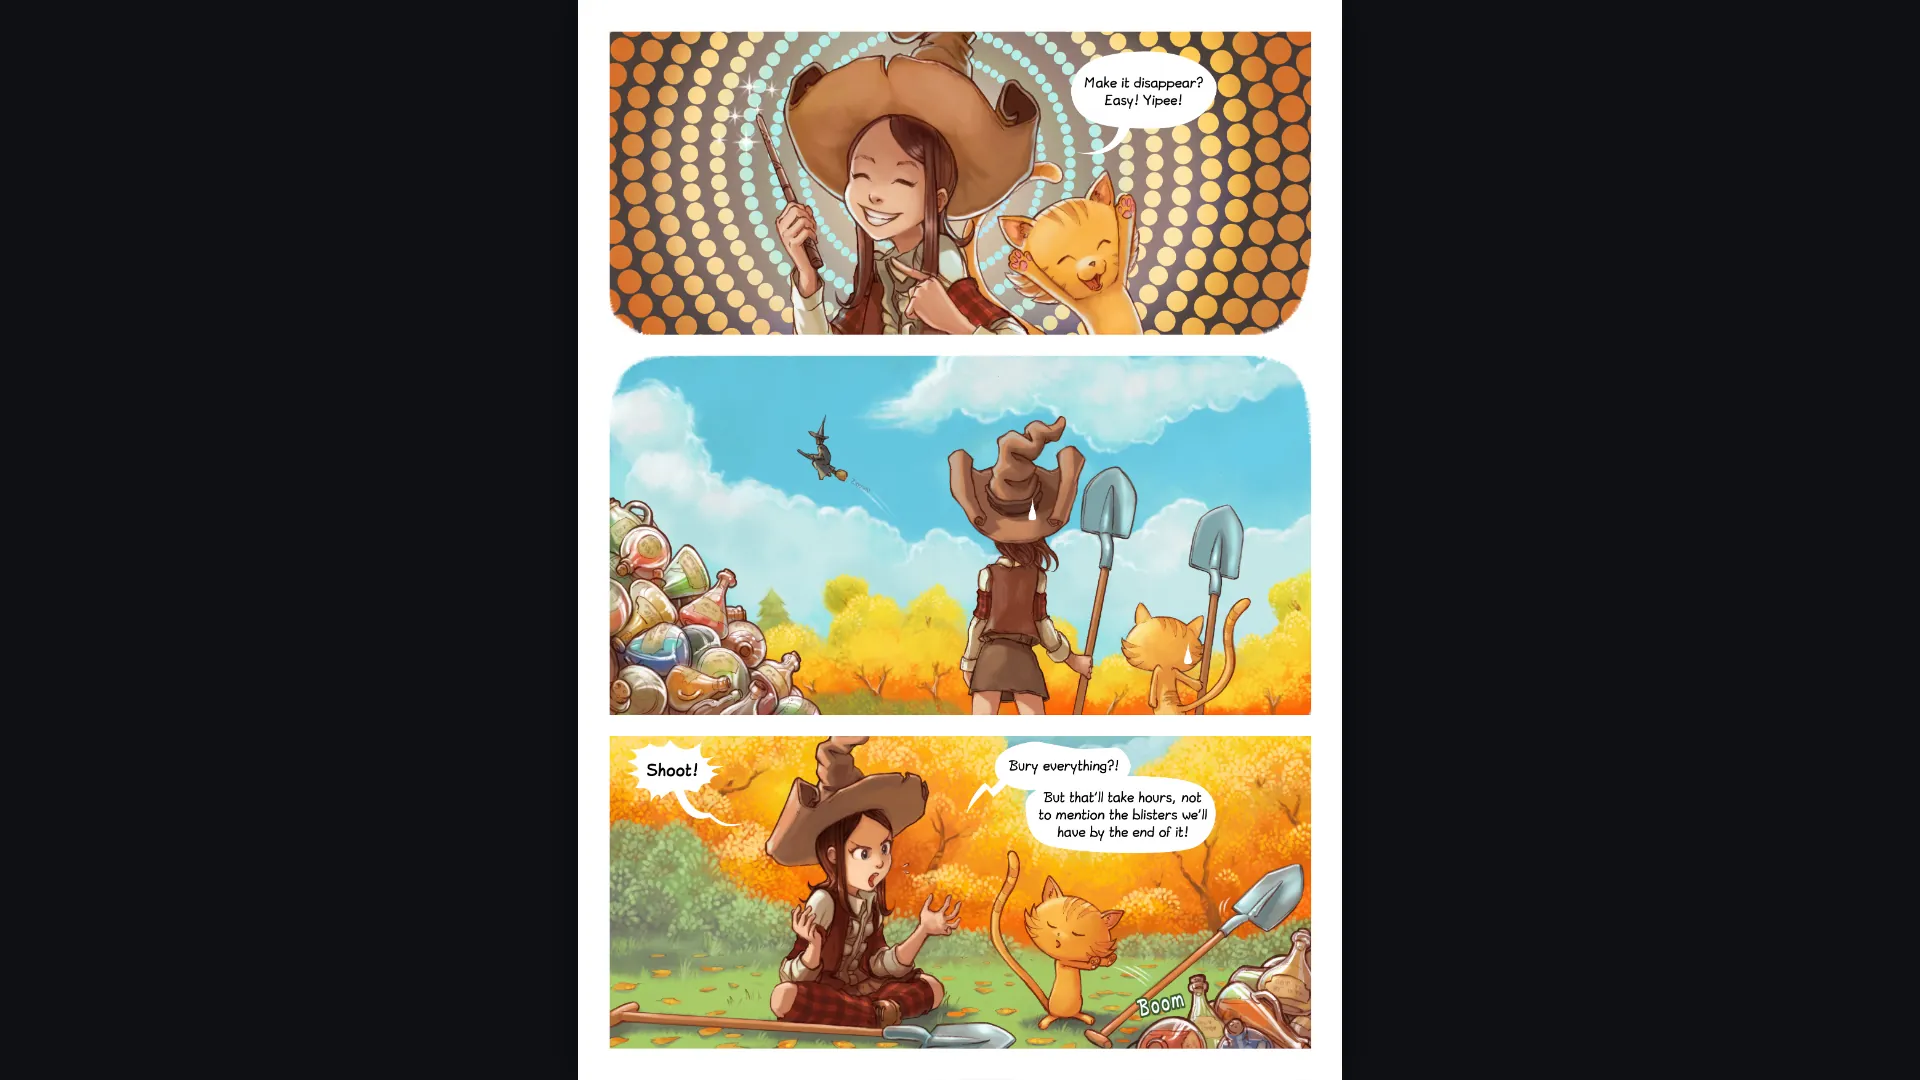 Make it disappear?
Easy! Yipee!
Shoot!
Bury everything?!
But that'll take hours, not
to mention the blisters we'll
have by the end of it!
Boom